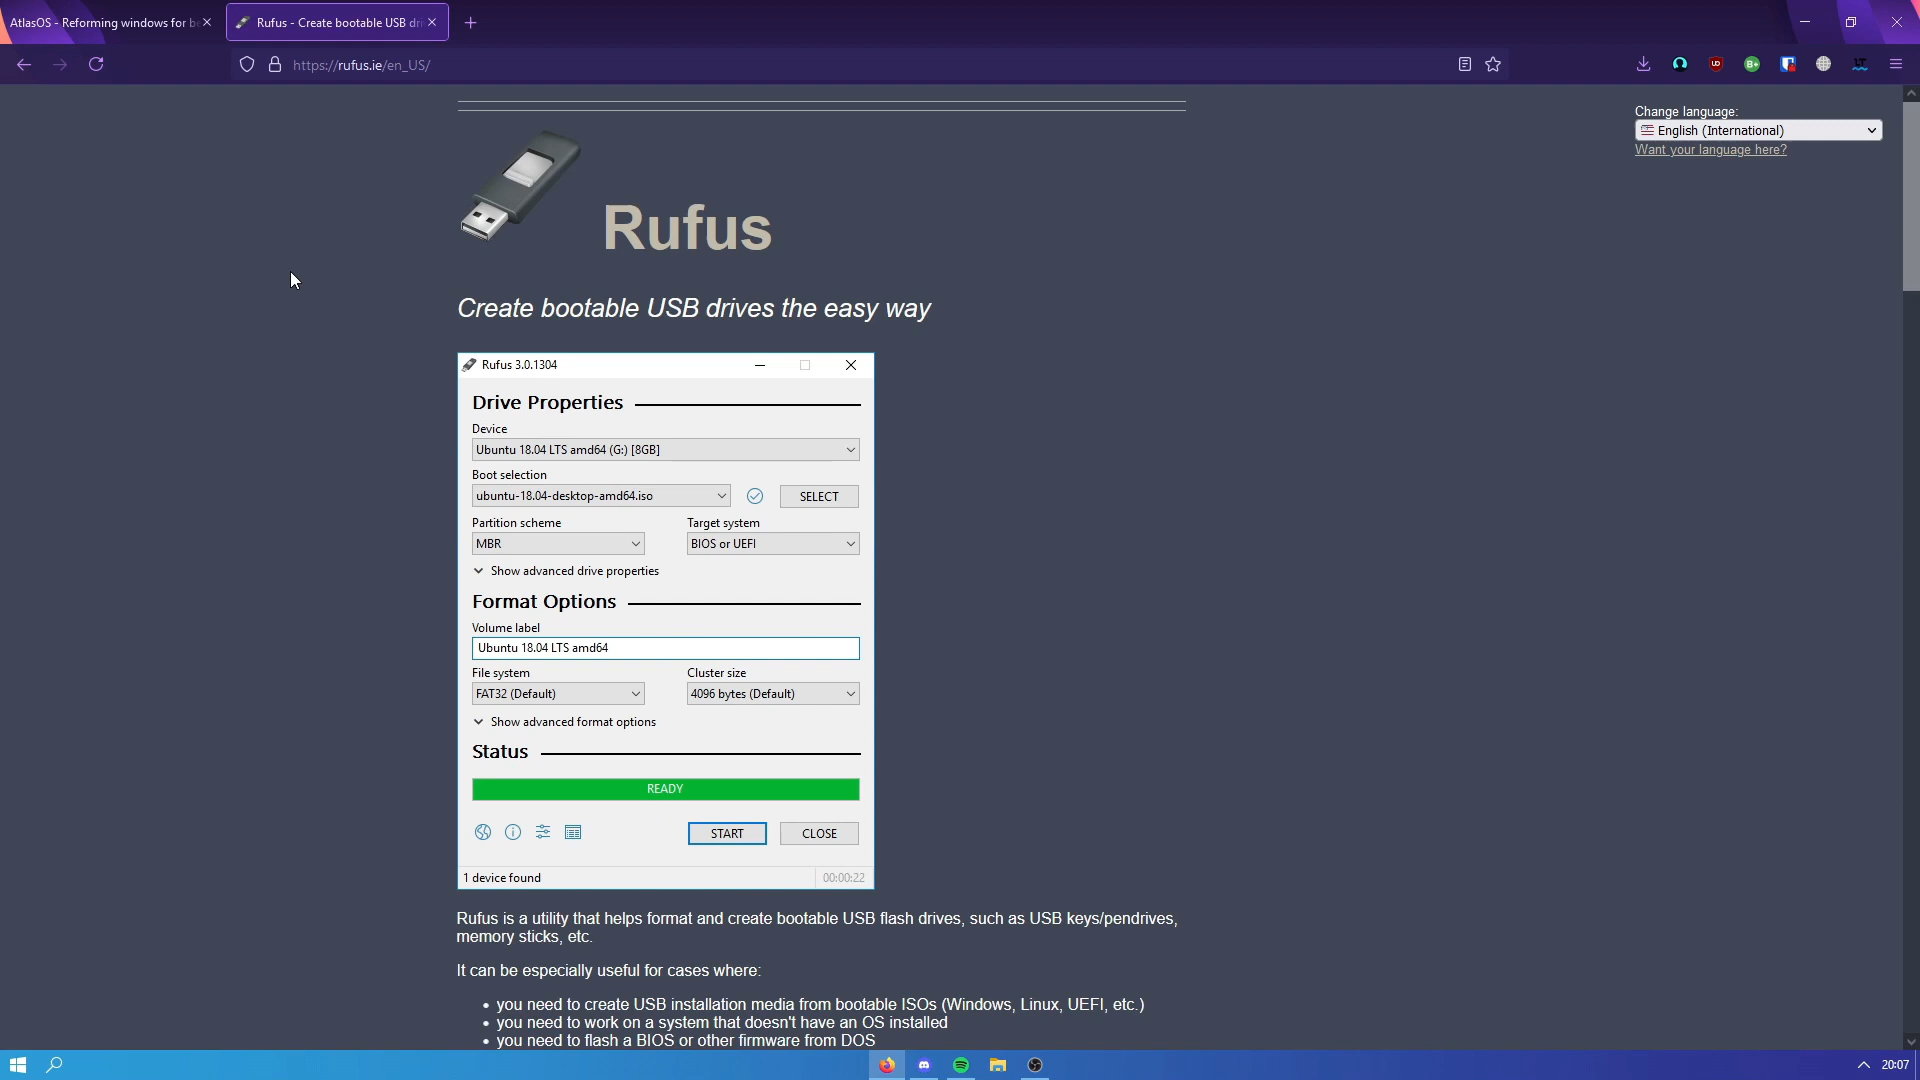 AtlasOS - Reforming windows for be
Rufus - Create bootable USB dri
https://rufus.ie/en_US/
Change language:
English (International)
Want your language here?
Rufus
Create bootable USB drives the easy way
Rufus 3.0.1304
Drive Properties
Device
Ubuntu 18.04 LTS amd64 (G:) [8GB]
Boot selection
ubuntu-18.04-desktop-amd64.iso
SELECT
Partition scheme
Target system
MBR
BIOS or UEFI
Show advanced drive properties
Format Options
Volume label
Ubuntu 18.04 LTS amd64
File system
Cluster size
FAT32 (Default)
4096 bytes (Default)
Show advanced format options
Status
READY
START
CLOSE
1 device found
00:00:22
Rufus is a utility that helps format and create bootable USB flash drives, such as USB keys/pendrives,
memory sticks, etc.
It can be especially useful for cases where:
• you need to create USB installation media from bootable ISOs (Windows, Linux, UEFI, etc.)
• you need to work on a system that doesn't have an OS installed
• you need to flash a BIOS or other firmware from DOS
20:07